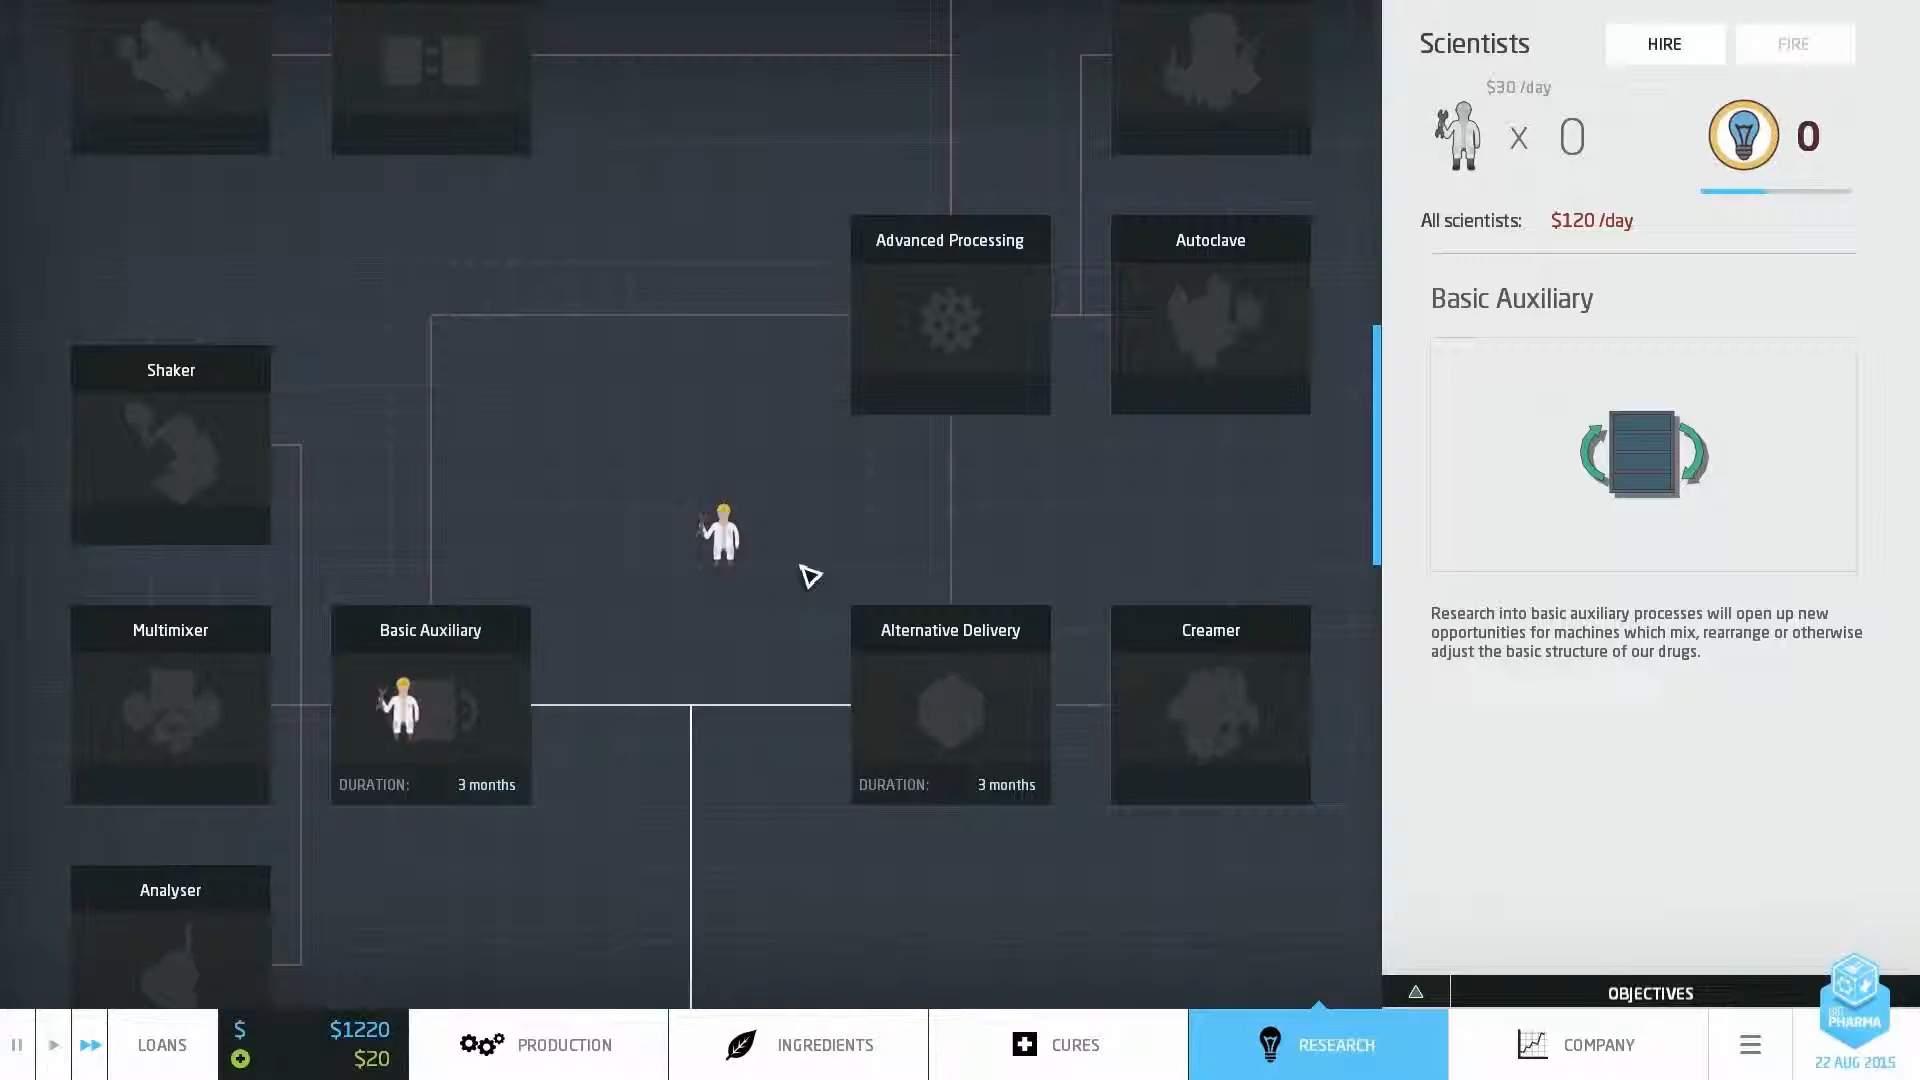 Scientists
HIRE
FIRE
$30 /day
X 0
0
All scientists: $120 /day
Advanced Processing
Autoclave
Basic Auxiliary
Shaker
Research into basic auxiliary processes will open up new
opportunities for machines which mix, rearrange or otherwise
adjust the basic structure of our drugs.
Multimixer
Basic Auxiliary
Alternative Delivery
Creamer
DURATION: 3 months
DURATION: 3 months
Analyser
OBJECTIVES
LOANS
$ $1220
$20
PRODUCTION
INGREDIENTS
CURES
RESEARCH
COMPANY
BIG
PHARMA
22 AUG 2015